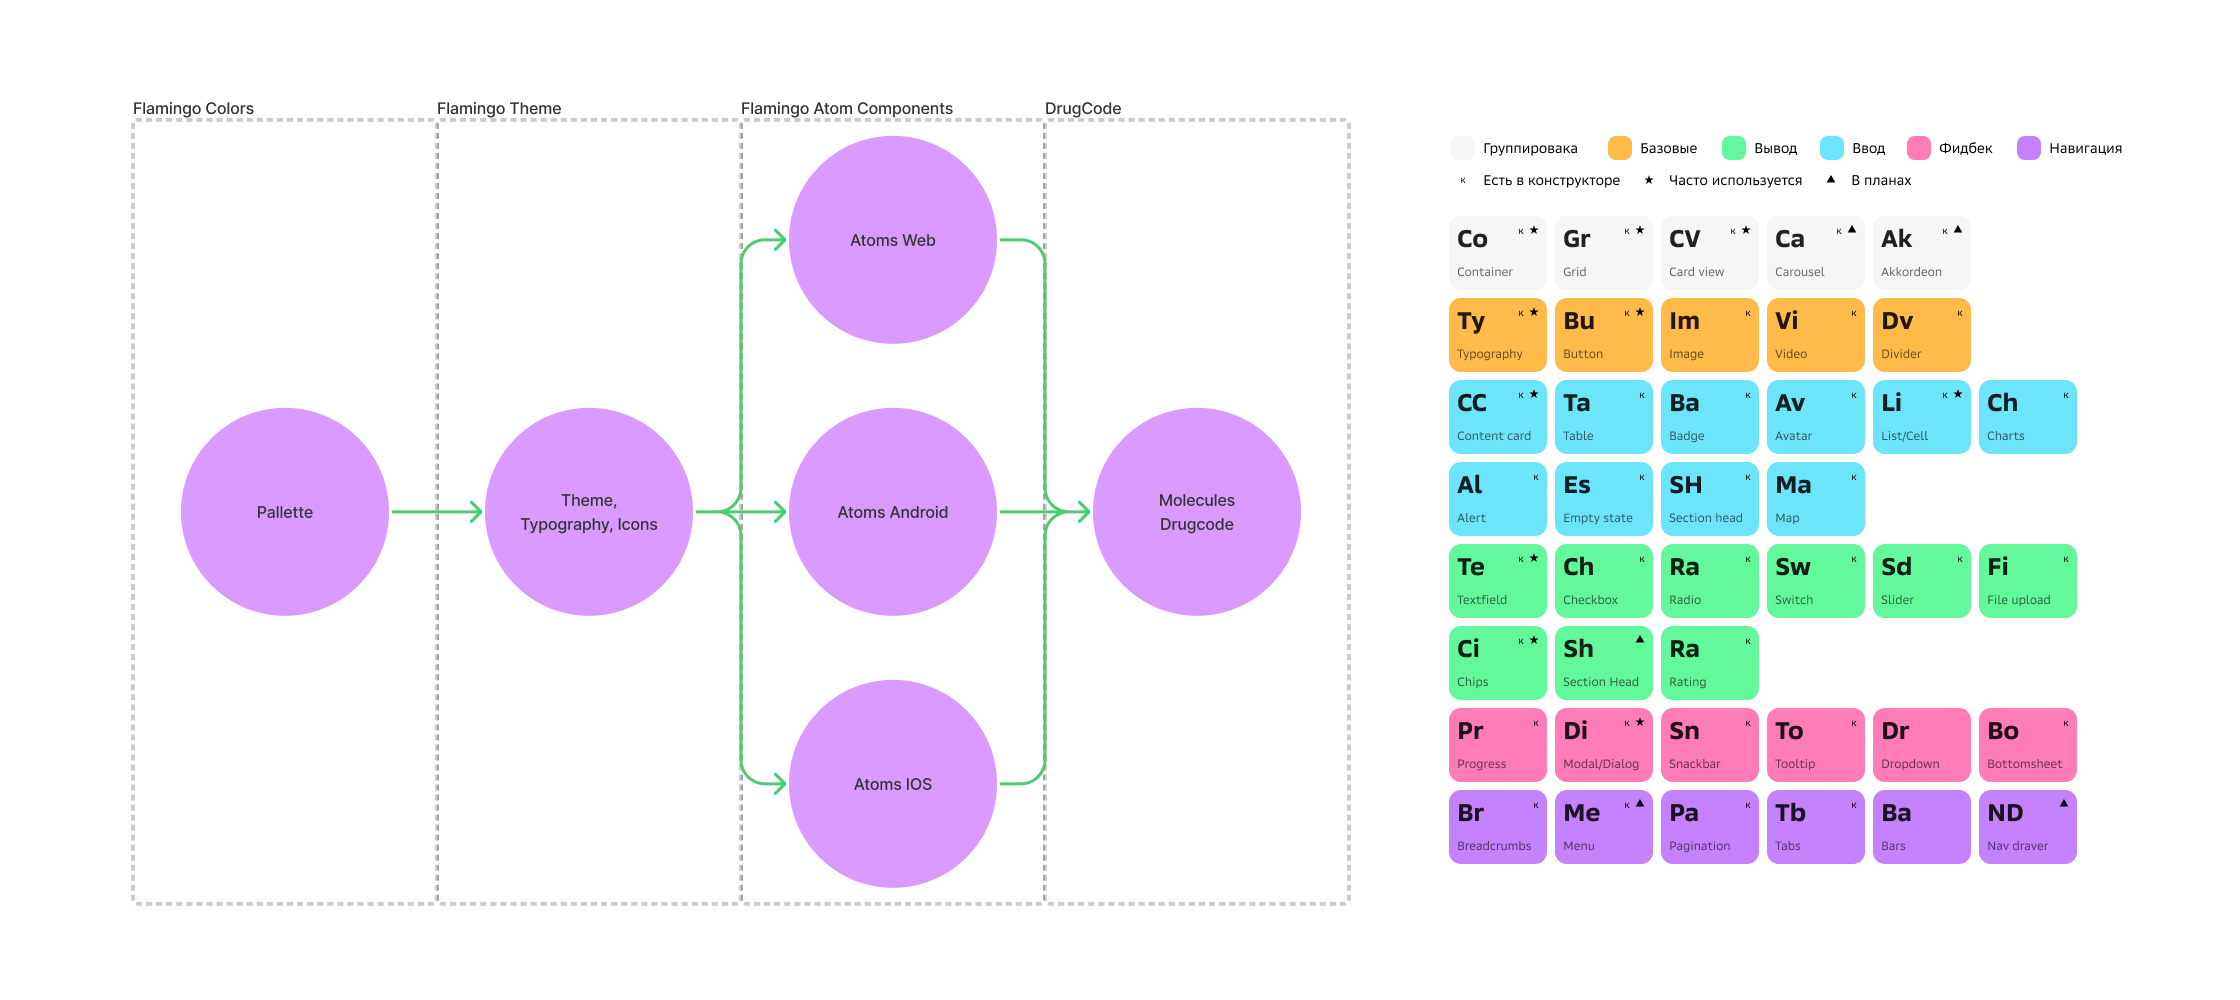 Flamingo Colors
Flamingo Theme
Flamingo Atom Components
DrugCode
Pallette
Theme,
Typography, Icons
Atoms Web
Atoms Android
Atoms IOS
Molecules
Drugcode
Группировака
Базовые
Вывод
Ввод
Фидбек
Навигация
к Есть в конструкторе
★ Часто используется
▲ В планах
Co к ★
Container
Gr к ★
Grid
CV к ★
Card view
Ca к ▲
Carousel
Ak к ▲
Akkordeon
Ty к ★
Typography
Bu к ★
Button
Im к
Image
Vi к
Video
Dv к
Divider
CC к ★
Content card
Ta к
Table
Ba к
Badge
Av к
Avatar
Li к ★
List/Cell
Ch к
Charts
Al к
Alert
Es к
Empty state
SH к
Section head
Ma к
Map
Te к ★
Textfield
Ch к
Checkbox
Ra к
Radio
Sw к
Switch
Sd к
Slider
Fi к
File upload
Ci к ★
Chips
Sh ▲
Section Head
Ra к
Rating
Pr к
Progress
Di к ★
Modal/Dialog
Sn к
Snackbar
To к
Tooltip
Dr
Dropdown
Bo к
Bottomsheet
Br к
Breadcrumbs
Me к ▲
Menu
Pa к
Pagination
Tb к
Tabs
Ba
Bars
ND ▲
Nav draver